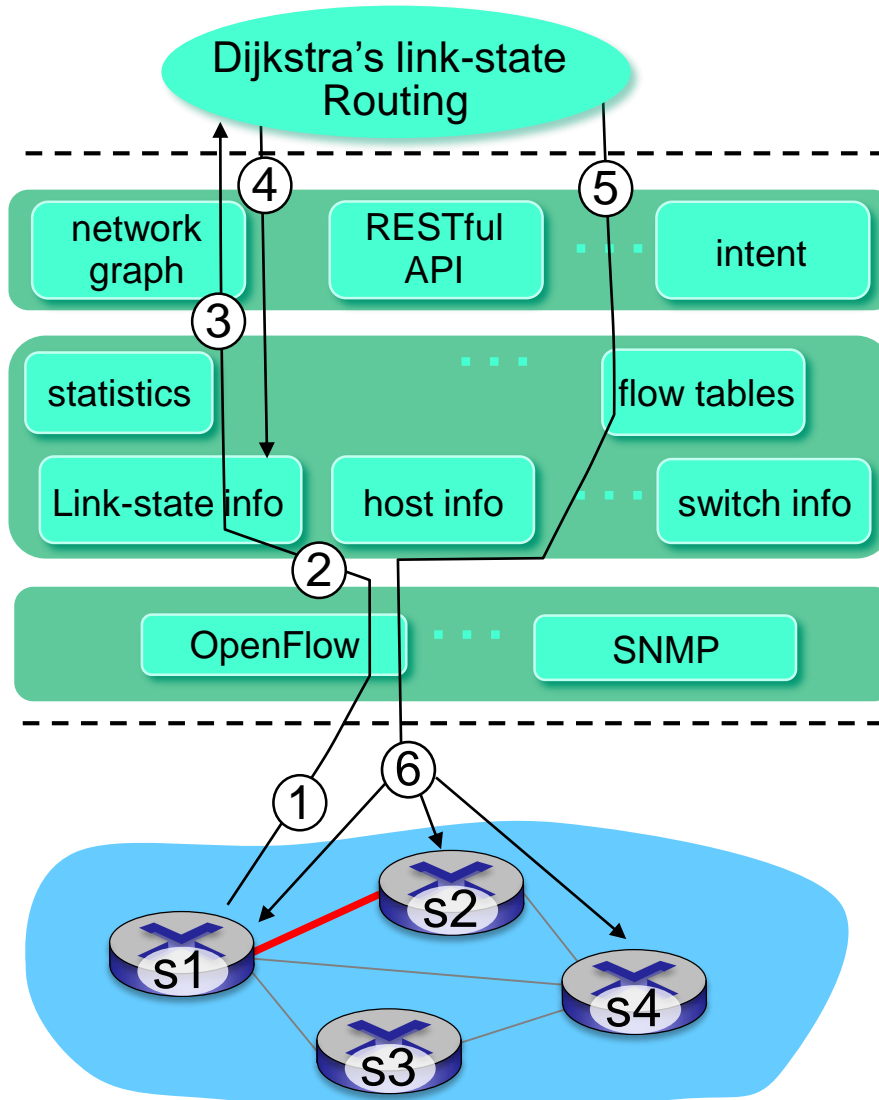 Dijkstra's link-state
Routing
4
5
network
graph
RESTful
API
. . .
intent
3
statistics
. . .
flow tables
Link-state info
host info
. . .
switch info
2
OpenFlow
. . .
SNMP
1
6
s2
s1
s4
s3